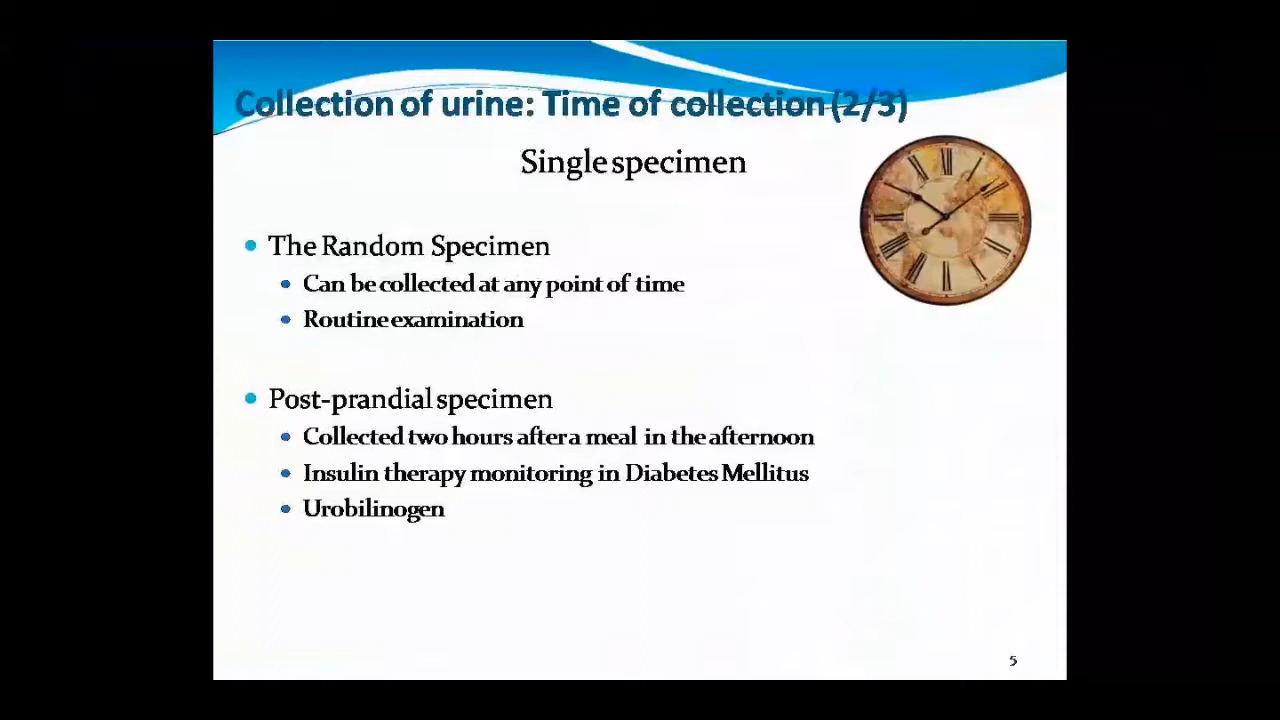 Collection of urine: Time of collection (2/3)
Single specimen
The Random Specimen
Can be collected at any point of time
Routine examination
Post-prandial specimen
Collected two hours after a meal in the afternoon
Insulin therapy monitoring in Diabetes Mellitus
Urobilinogen
5